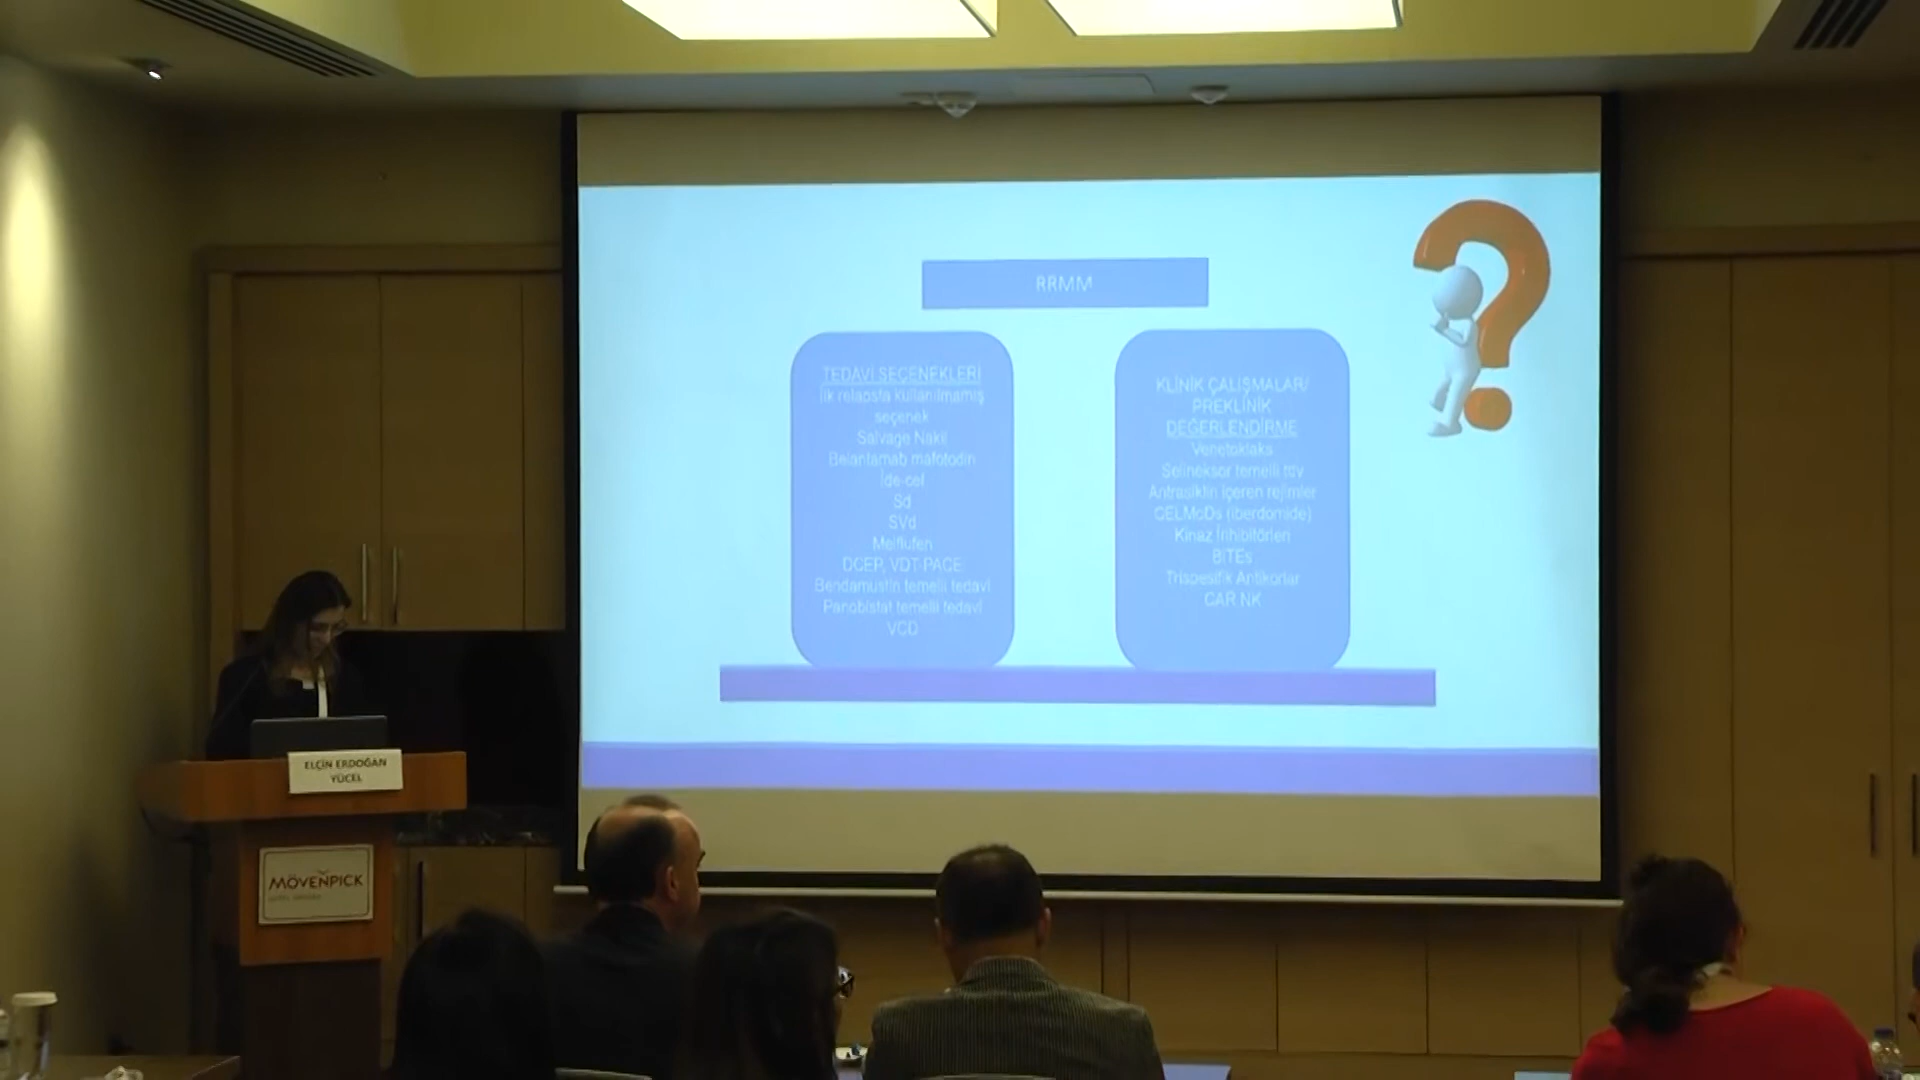 RRMM
TEDAVİ SEÇENEKLERİ
İlk relapsta kullanılmamış
seçenek
Salvage Nakil
Belantamab mafotodin
İde-cel
Sd
SVd
Melflufen
DCEP, VDT-PACE
Bendamustin temelli tedavi
Panobistat temelli tedavi
VCD
KLİNİK ÇALIŞMALAR/
PREKLİNİK
DEĞERLENDİRME
Venetoklaks
Selineksor temelli tdv
Antrasiktin içeren rejimler
CELMoDs (iberdomide)
Kinaz İnhibitörleri
BiTEs
Trispesifik Antikorlar
CAR NK
ELÇİN ERDOĞAN
YÜCEL
MÖVENPICK